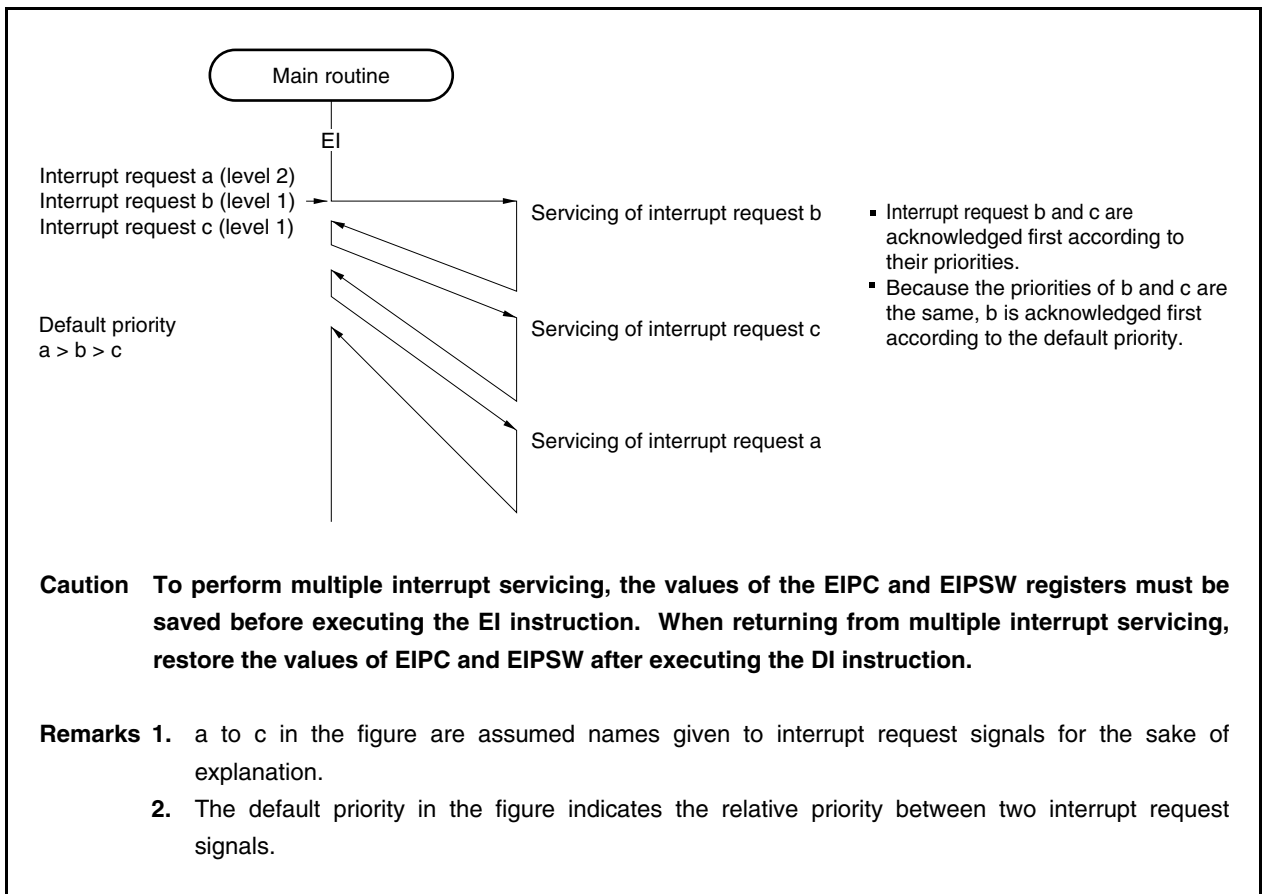 Main routine
EI
Interrupt request a (level 2)
Interrupt request b (level 1)
Interrupt request c (level 1)
Default priority
a > b > c
Servicing of interrupt request b
Servicing of interrupt request c
Servicing of interrupt request a
▪ Interrupt request b and c are
acknowledged first according to
their priorities.
▪ Because the priorities of b and c are
the same, b is acknowledged first
according to the default priority.
Caution To perform multiple interrupt servicing, the values of the EIPC and EIPSW registers must be
saved before executing the EI instruction. When returning from multiple interrupt servicing,
restore the values of EIPC and EIPSW after executing the DI instruction.
Remarks 1. a to c in the figure are assumed names given to interrupt request signals for the sake of
explanation.
2. The default priority in the figure indicates the relative priority between two interrupt request
signals.